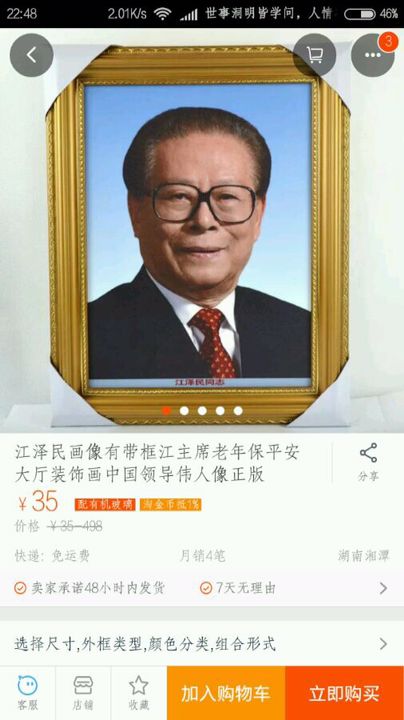 22:48
2.01K/s
世事洞明皆学问，人情
46%
3
江泽民同志
江泽民画像有带框江主席老年保平安
大厅装饰画中国领导伟人像正版
分享
￥35 配有机玻璃 淘金币抵1%
价格 ￥35-498
快递: 免运费 月销4笔 湖南湘潭
卖家承诺48小时内发货 7天无理由
选择尺寸,外框类型,颜色分类,组合形式
客服 店铺 收藏 加入购物车 立即购买